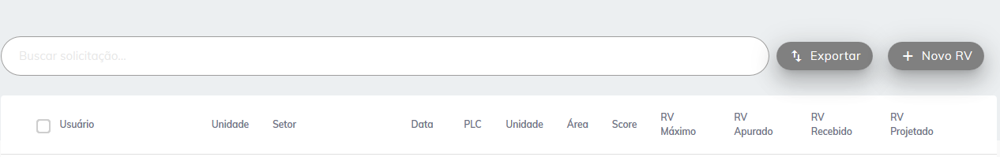 Buscar solicitação...
Exportar
Novo RV
Usuário Unidade Setor Data PLC Unidade Área Score RV Máximo RV Apurado RV Recebido RV Projetado